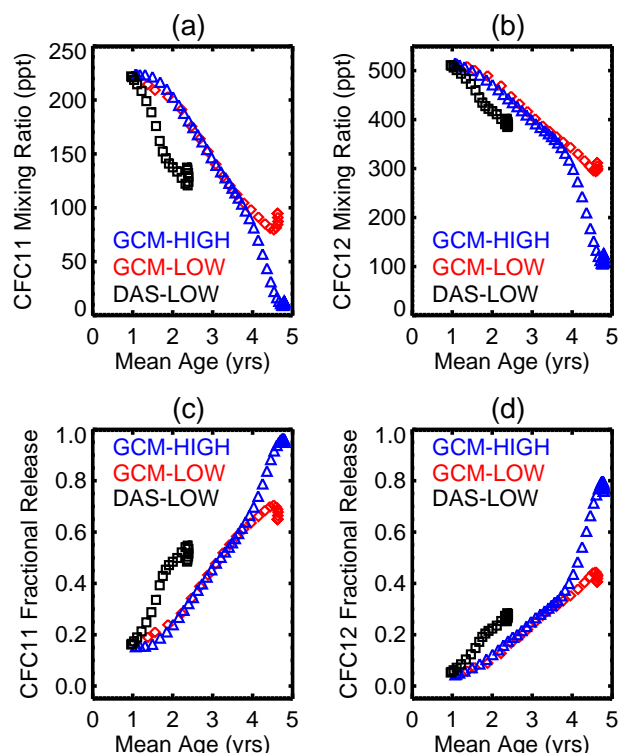 (a)
CFC11 Mixing Ratio (ppt)
250
200
150
100
50
0
GCM-HIGH
GCM-LOW
DAS-LOW
0 1 2 3 4 5
Mean Age (yrs)
(b)
CFC12 Mixing Ratio (ppt)
500
400
300
200
100
0
GCM-HIGH
GCM-LOW
DAS-LOW
0 1 2 3 4 5
Mean Age (yrs)
(c)
CFC11 Fractional Release
1.0
0.8
0.6
0.4
0.2
0.0
GCM-HIGH
GCM-LOW
DAS-LOW
0 1 2 3 4 5
Mean Age (yrs)
(d)
CFC12 Fractional Release
1.0
0.8
0.6
0.4
0.2
0.0
GCM-HIGH
GCM-LOW
DAS-LOW
0 1 2 3 4 5
Mean Age (yrs)